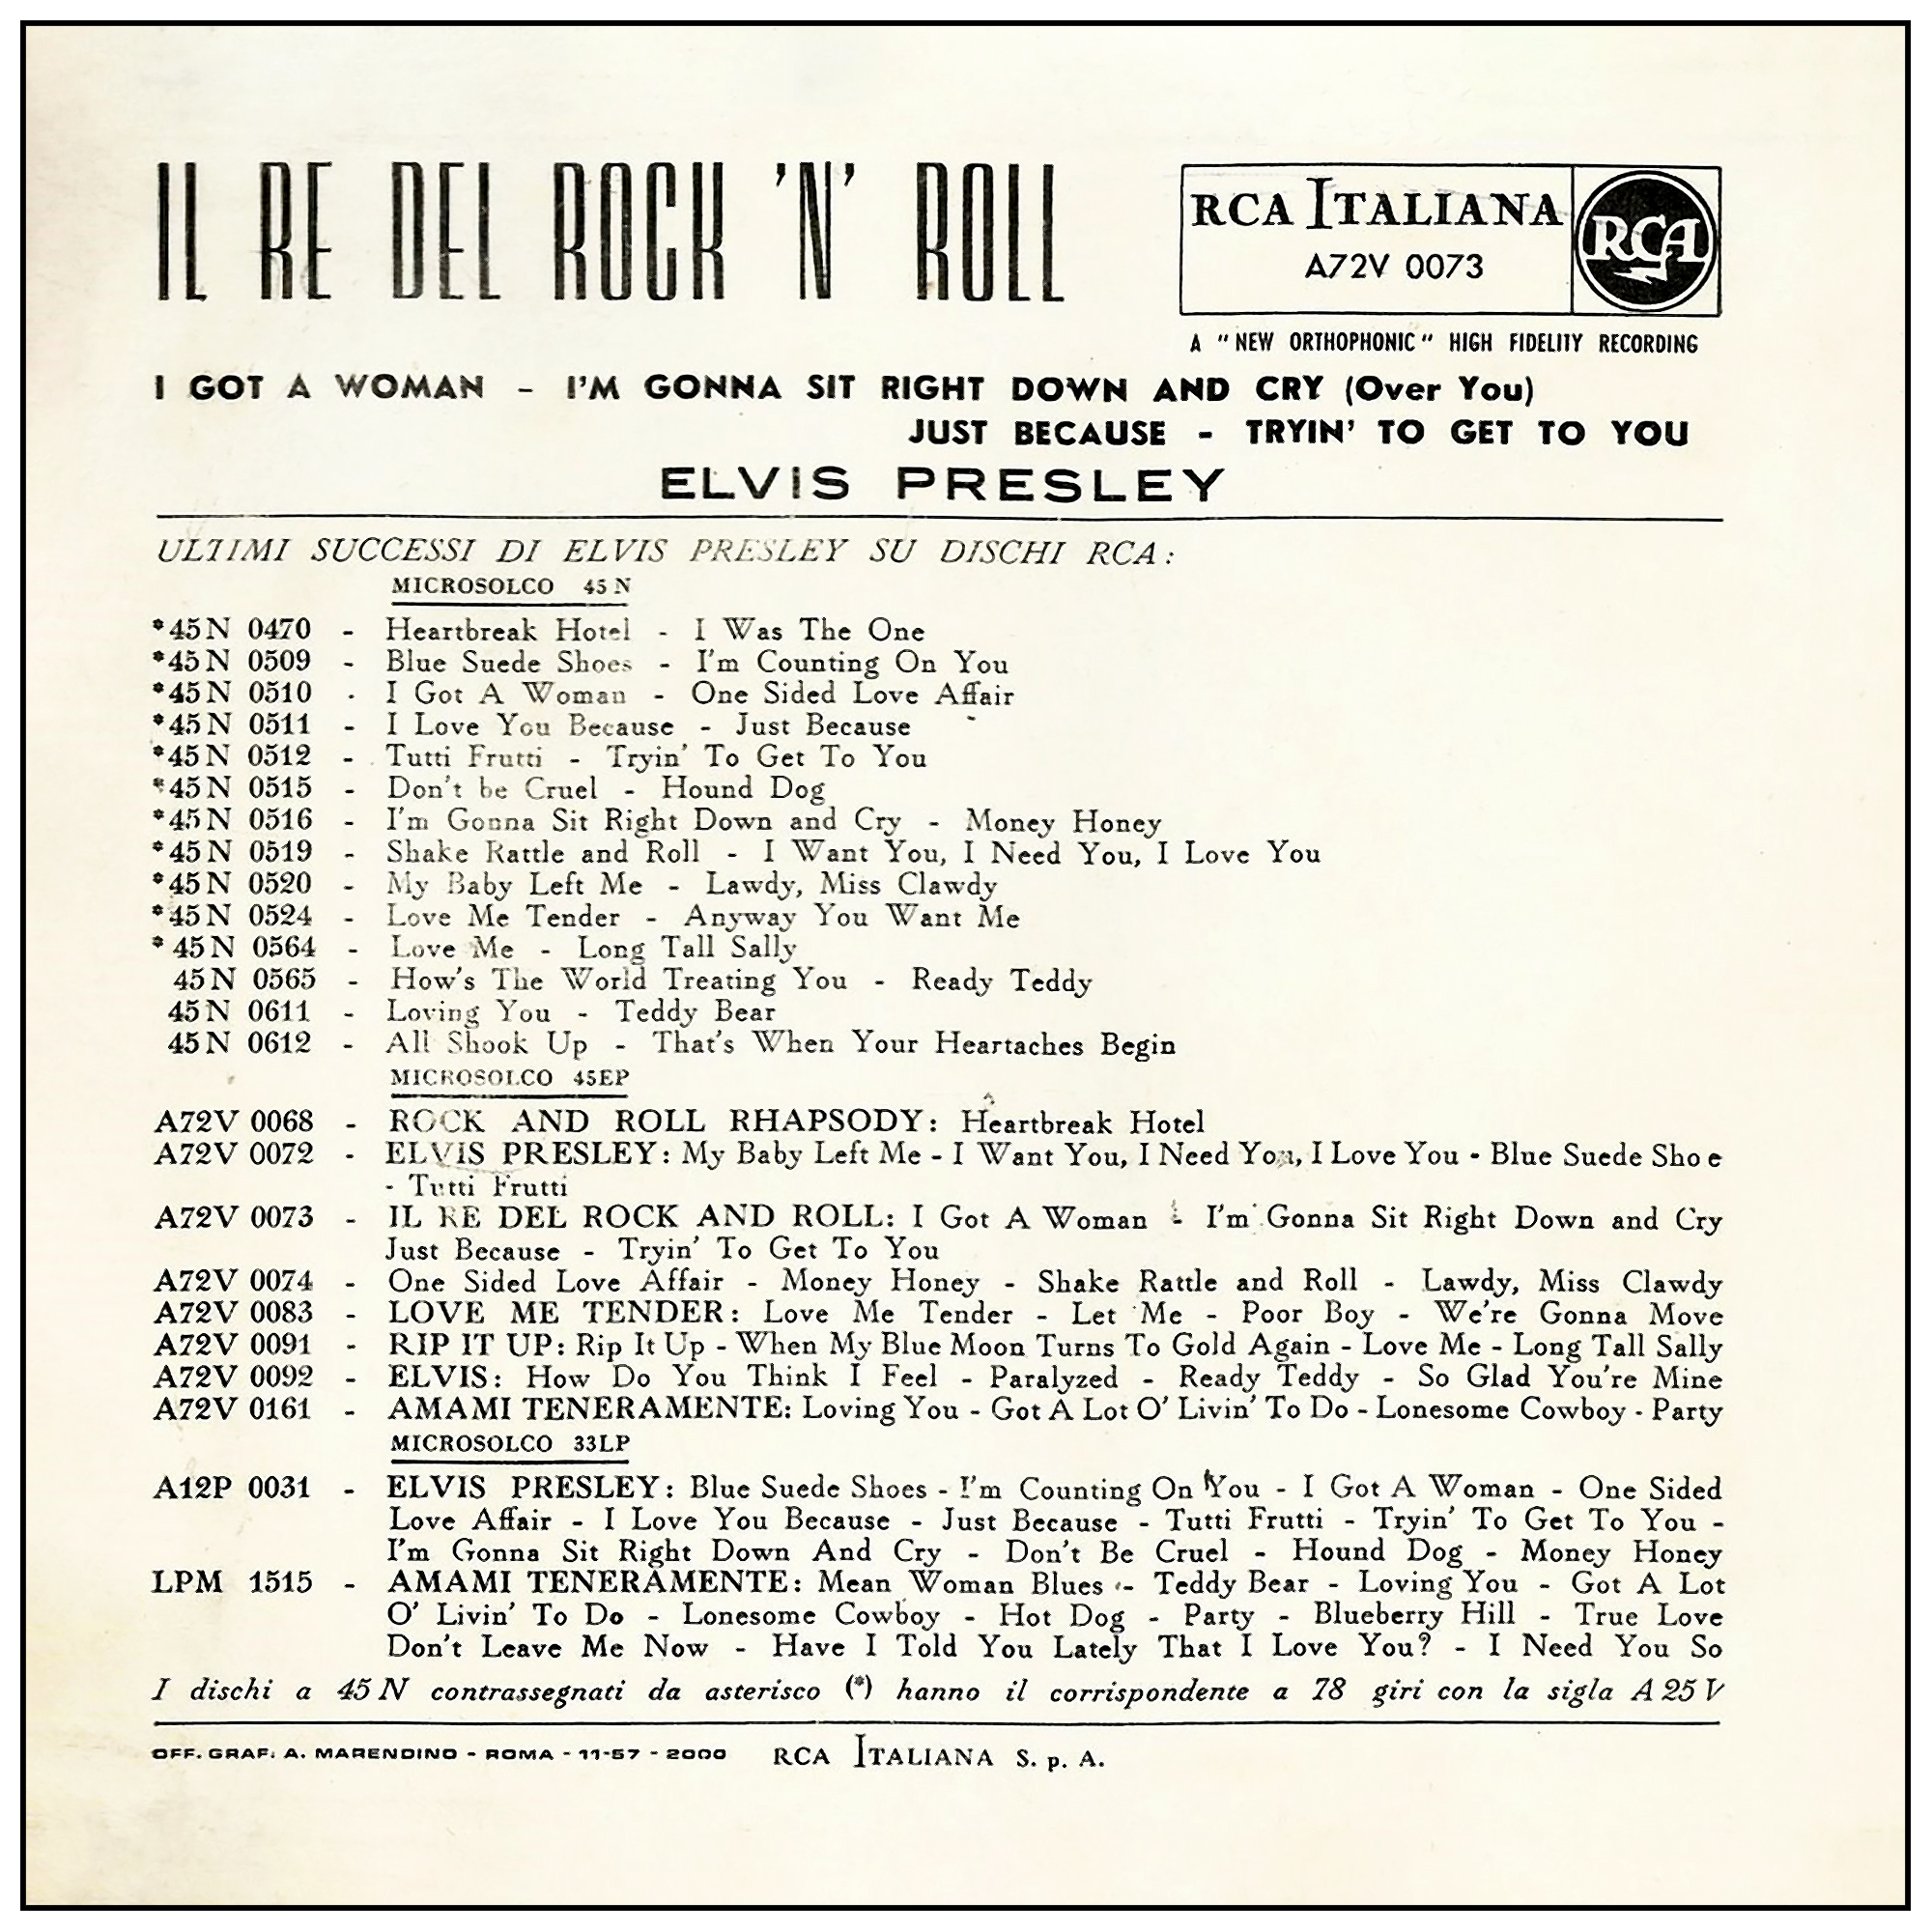 IL RE DEL ROCK 'N' ROLL
RCA ITALIANA
A72V 0073
RCA
A "NEW ORTHOPHONIC" HIGH FIDELITY RECORDING
I GOT A WOMAN - I'M GONNA SIT RIGHT DOWN AND CRY (Over You)
JUST BECAUSE - TRYIN' TO GET TO YOU
ELVIS PRESLEY
ULTIMI SUCCESSI DI ELVIS PRESLEY SU DISCHI RCA:
MICROSOLCO 45 N
*45 N 0470 - Heartbreak Hotel - I Was The One
*45 N 0509 - Blue Suede Shoes - I'm Counting On You
*45 N 0510 - I Got A Woman - One Sided Love Affair
*45 N 0511 - I Love You Because - Just Because
*45 N 0512 - Tutti Frutti - Tryin' To Get To You
*45 N 0515 - Don't be Cruel - Hound Dog
*45 N 0516 - I'm Gonna Sit Right Down and Cry - Money Honey
*45 N 0519 - Shake Rattle and Roll - I Want You, I Need You, I Love You
*45 N 0520 - My Baby Left Me - Lawdy, Miss Clawdy
*45 N 0524 - Love Me Tender - Anyway You Want Me
* 45 N 0564 - Love Me - Long Tall Sally
45 N 0565 - How's The World Treating You - Ready Teddy
45 N 0611 - Loving You - Teddy Bear
45 N 0612 - All Shook Up - That's When Your Heartaches Begin
MICROSOLCO 45EP
A72V 0068 - ROCK AND ROLL RHAPSODY: Heartbreak Hotel
A72V 0072 - ELVIS PRESLEY: My Baby Left Me - I Want You, I Need You, I Love You - Blue Suede Sho e
- Tutti Frutti
A72V 0073 - IL RE DEL ROCK AND ROLL: I Got A Woman - I'm Gonna Sit Right Down and Cry
Just Because - Tryin' To Get To You
A72V 0074 - One Sided Love Affair - Money Honey - Shake Rattle and Roll - Lawdy, Miss Clawdy
A72V 0083 - LOVE ME TENDER: Love Me Tender - Let Me - Poor Boy - We're Gonna Move
A72V 0091 - RIP IT UP: Rip It Up - When My Blue Moon Turns To Gold Again - Love Me - Long Tall Sally
A72V 0092 - ELVIS: How Do You Think I Feel - Paralyzed - Ready Teddy - So Glad You're Mine
A72V 0161 - AMAMI TENERAMENTE: Loving You - Got A Lot O' Livin' To Do - Lonesome Cowboy - Party
MICROSOLCO 33LP
A12P 0031 - ELVIS PRESLEY: Blue Suede Shoes - I'm Counting On You - I Got A Woman - One Sided
Love Affair - I Love You Because - Just Because - Tutti Frutti - Tryin' To Get To You -
I'm Gonna Sit Right Down And Cry - Don't Be Cruel - Hound Dog - Money Honey
LPM 1515 - AMAMI TENERAMENTE: Mean Woman Blues - Teddy Bear - Loving You - Got A Lot
O' Livin' To Do - Lonesome Cowboy - Hot Dog - Party - Blueberry Hill - True Love
Don't Leave Me Now - Have I Told You Lately That I Love You? - I Need You So
I dischi a 45 N contrassegnati da asterisco (*) hanno il corrispondente a 78 giri con la sigla A 25 V
OFF. GRAF. A. MARENDINO - ROMA - 11-57 - 2000 RCA ITALIANA S. p. A.